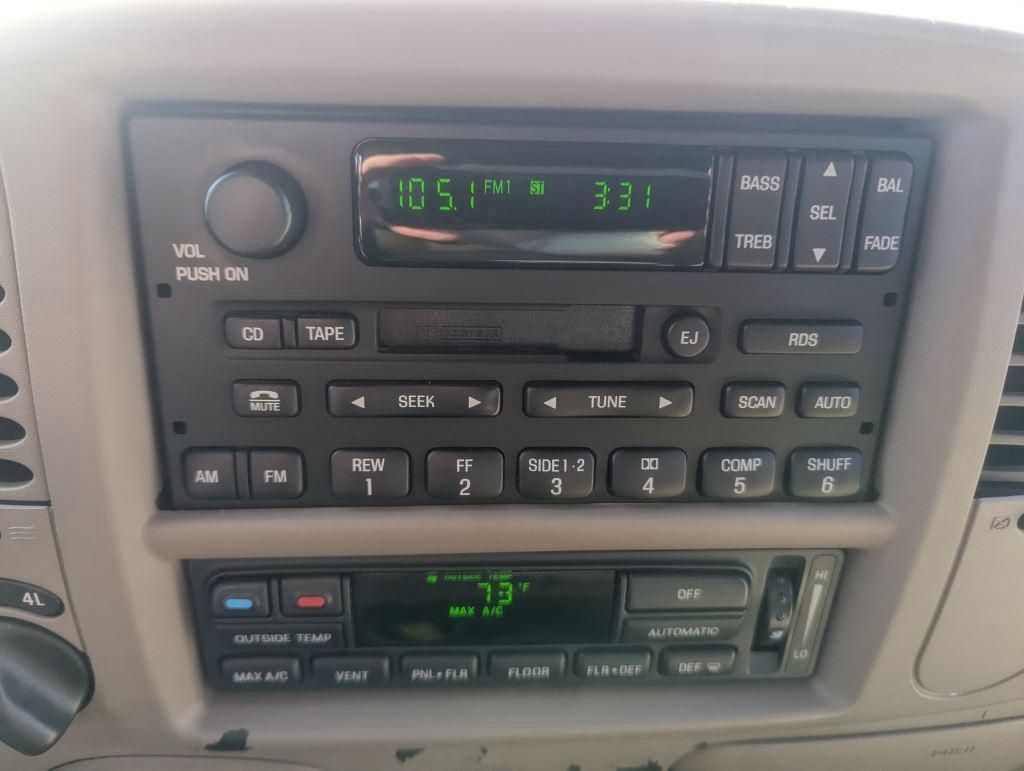 105.1 FM1 ST 3:31
BASS SEL BAL
TREB FADE
VOL
PUSH ON
CD TAPE DOLBY B NR EJ RDS
MUTE SEEK TUNE SCAN AUTO
AM FM REW FF SIDE 1·2 COMP SHUFF
1 2 3 4 5 6
OUTSIDE TEMP
73°F
MAX A/C
OFF
HI
OUTSIDE TEMP AUTOMATIC
LO
MAX A/C VENT PNL•FLR FLOOR FLR•DEF DEF
4L
PUSH